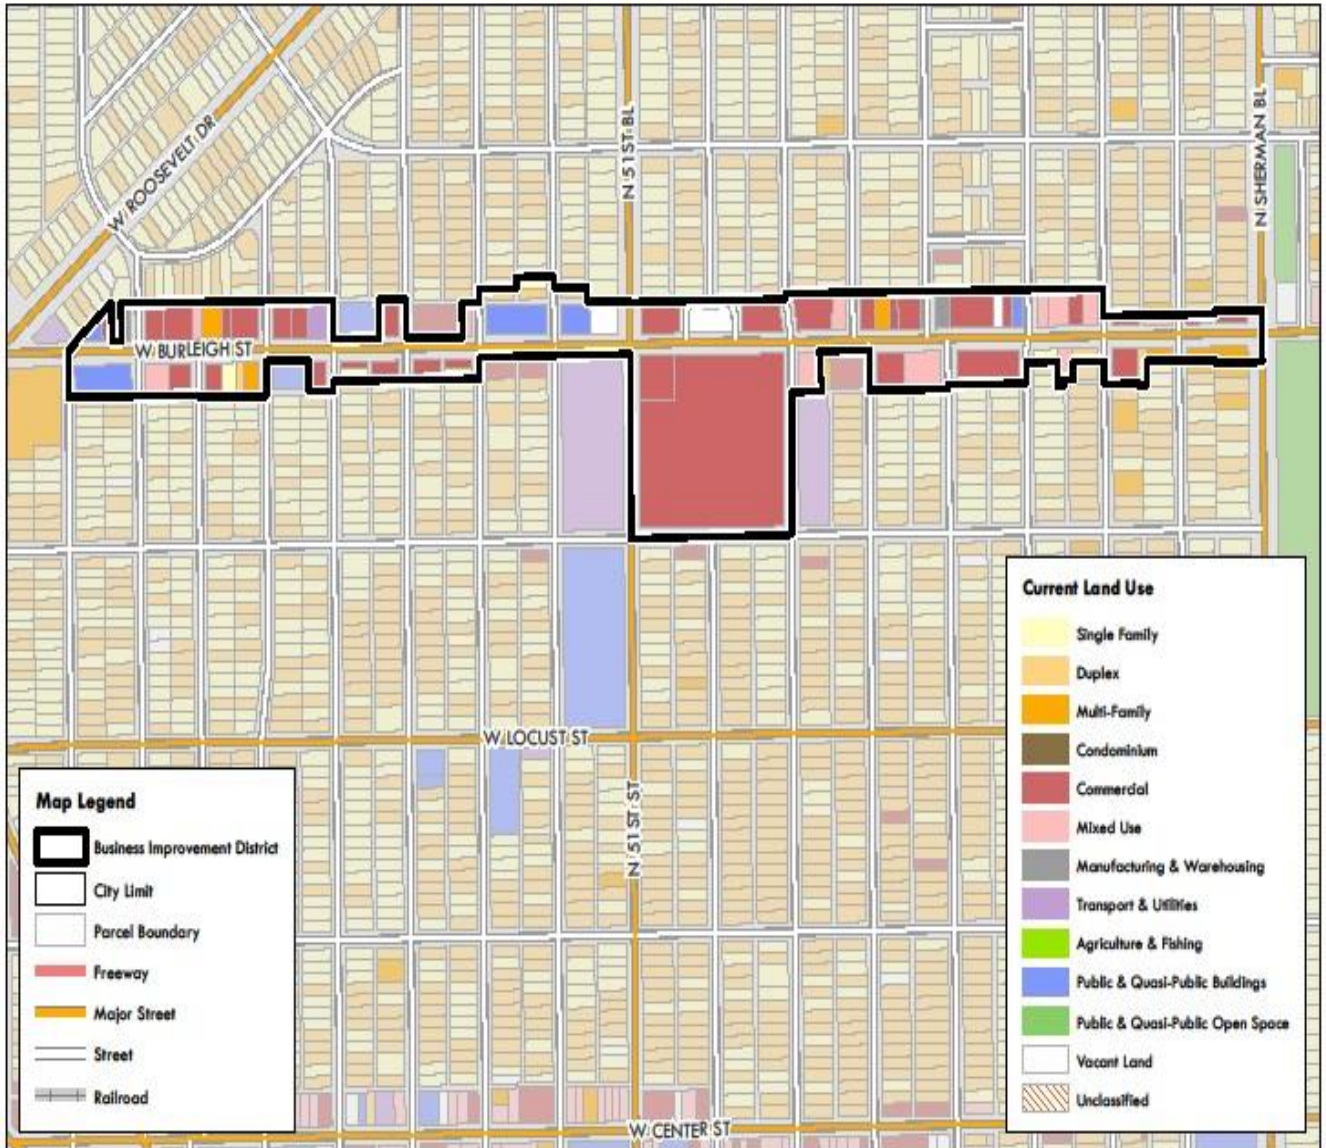 W ROOSEVELT DR
N 51ST BL
N SHERMAN BL
W BURLEIGH ST
W LOCUST ST
N 51ST ST
W CENTER ST
Map Legend
Business Improvement District
City Limit
Parcel Boundary
Freeway
Major Street
Street
Railroad
Current Land Use
Single Family
Duplex
Multi-Family
Condominium
Commercial
Mixed Use
Manufacturing & Warehousing
Transport & Utilities
Agriculture & Fishing
Public & Quasi-Public Buildings
Public & Quasi-Public Open Space
Vacant Land
Unclassified